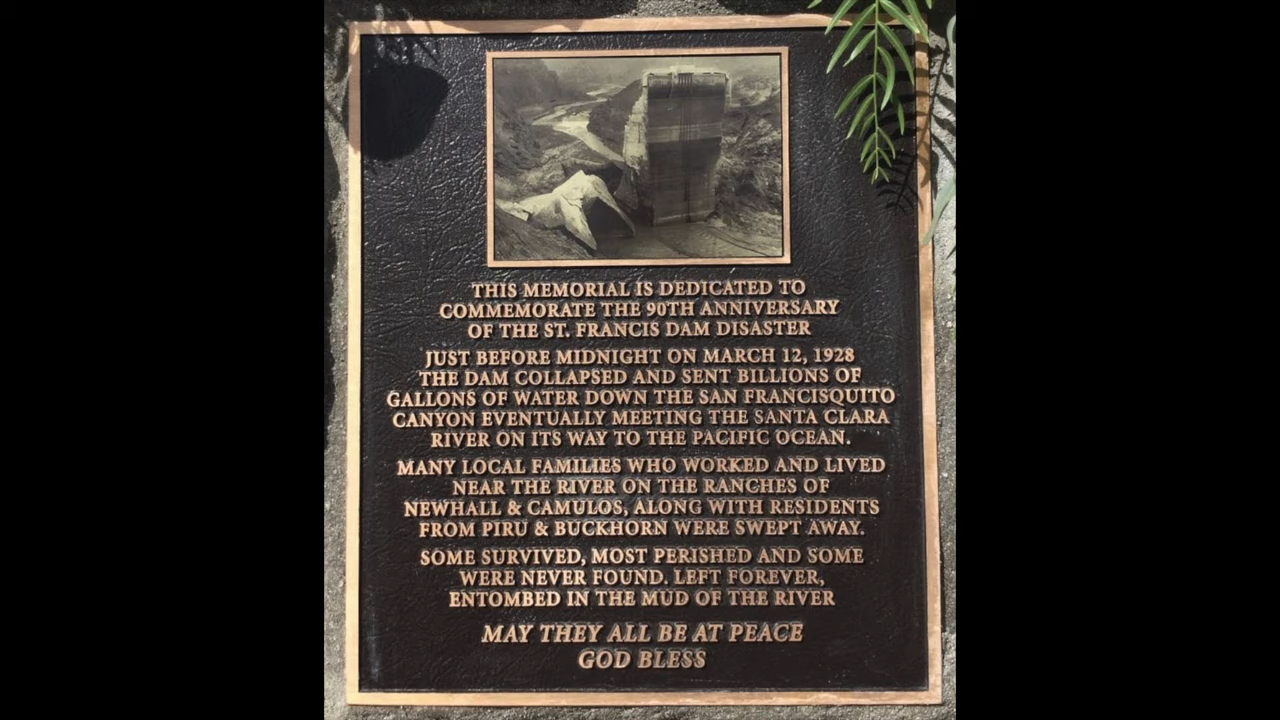 THIS MEMORIAL IS DEDICATED TO
COMMEMORATE THE 90TH ANNIVERSARY
OF THE ST. FRANCIS DAM DISASTER
JUST BEFORE MIDNIGHT ON MARCH 12, 1928
THE DAM COLLAPSED AND SENT BILLIONS OF
GALLONS OF WATER DOWN THE SAN FRANCISQUITO
CANYON EVENTUALLY MEETING THE SANTA CLARA
RIVER ON ITS WAY TO THE PACIFIC OCEAN.
MANY LOCAL FAMILIES WHO WORKED AND LIVED
NEAR THE RIVER ON THE RANCHES OF
NEWHALL & CAMULOS, ALONG WITH RESIDENTS
FROM PIRU & BUCKHORN WERE SWEPT AWAY.
SOME SURVIVED, MOST PERISHED AND SOME
WERE NEVER FOUND. LEFT FOREVER,
ENTOMBED IN THE MUD OF THE RIVER
MAY THEY ALL BE AT PEACE
GOD BLESS